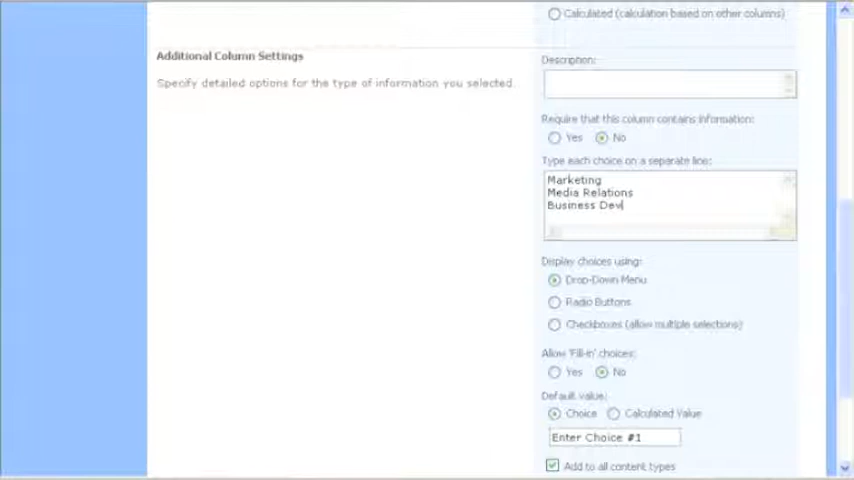 Calculated (calculation based on other columns)
Additional Column Settings
Specify detailed options for the type of information you selected.
Description:
Require that this column contains information:
Yes No
Type each choice on a separate line:
Marketing
Media Relations
Business Dev
Display choices using:
Drop-Down Menu
Radio Buttons
Checkboxes (allow multiple selections)
Allow 'Fill-in' choices:
Yes No
Default value:
Choice Calculated Value
Enter Choice #1
Add to all content types